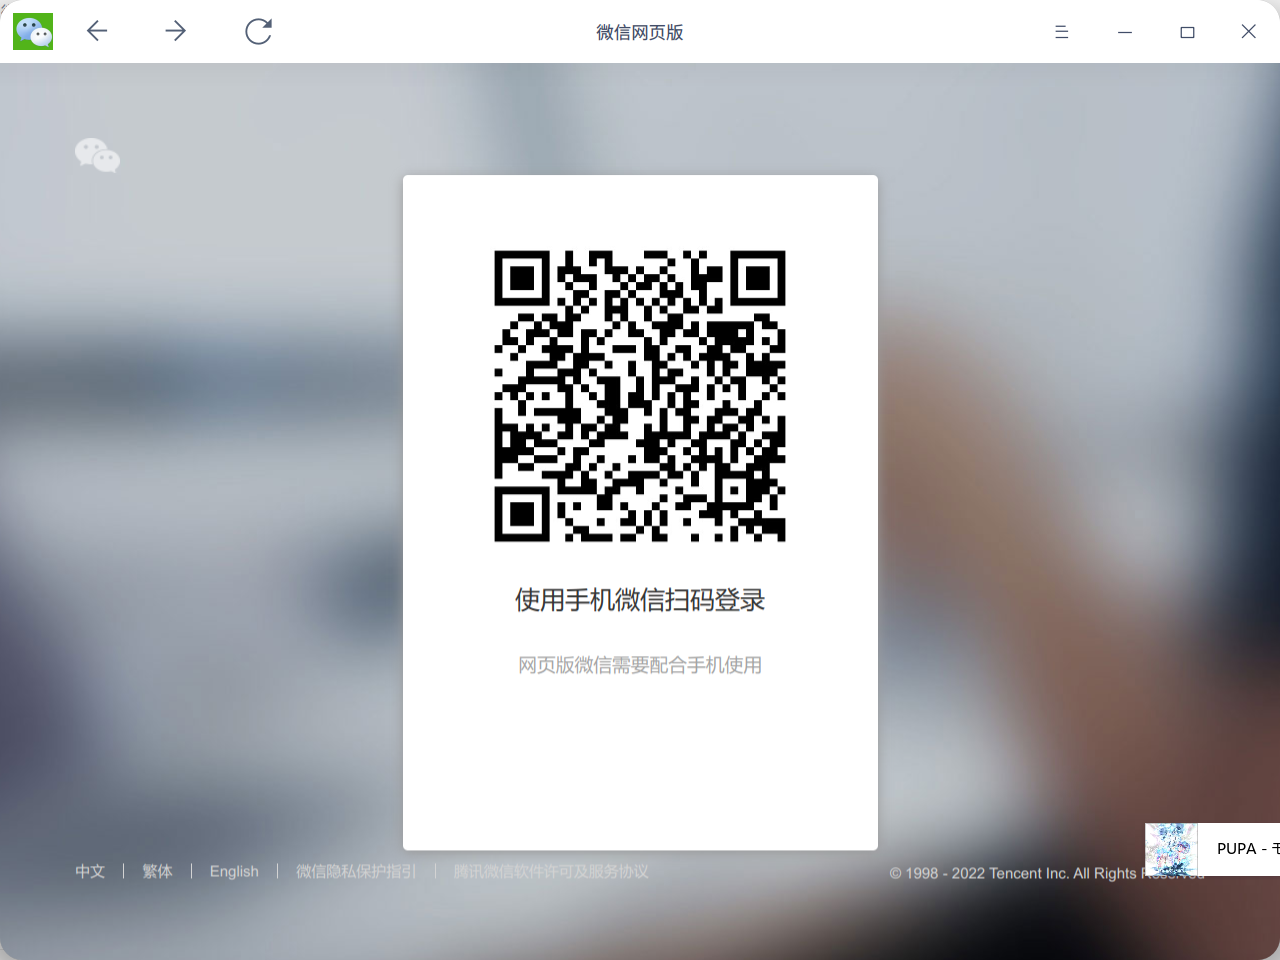 微信网页版
使用手机微信扫码登录
网页版微信需要配合手机使用
PUPA -
中文 繁体 English 微信隐私保护指引 腾讯微信软件许可及服务协议
© 1998 - 2022 Tencent Inc. All Rights Reserved